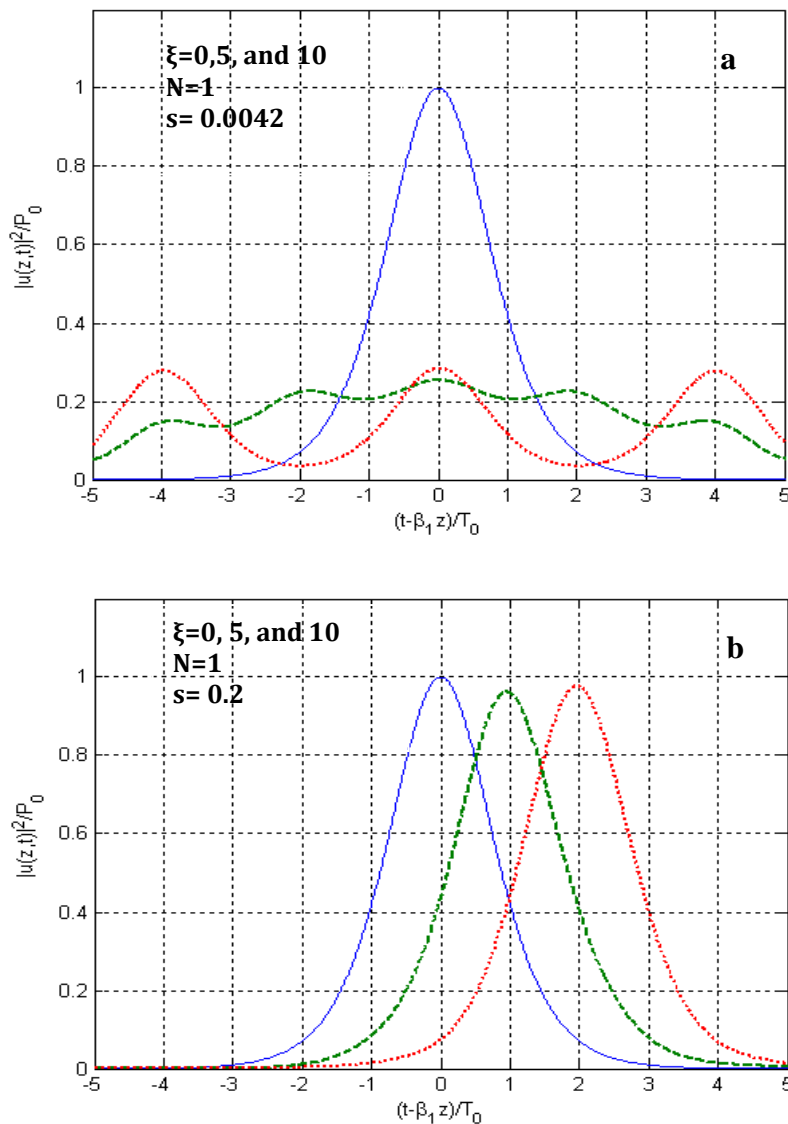 ξ=0,5, and 10
N=1
s= 0.0042
a
1
0.8
0.6
0.4
0.2
0
|u(z,t)|²/P₀
-5 -4 -3 -2 -1 0 1 2 3 4 5
(t-β₁ z)/T₀
ξ=0, 5, and 10
N=1
s= 0.2
b
1
0.8
0.6
0.4
0.2
0
|u(z,t)|²/P₀
-5 -4 -3 -2 -1 0 1 2 3 4 5
(t-β₁ z)/T₀